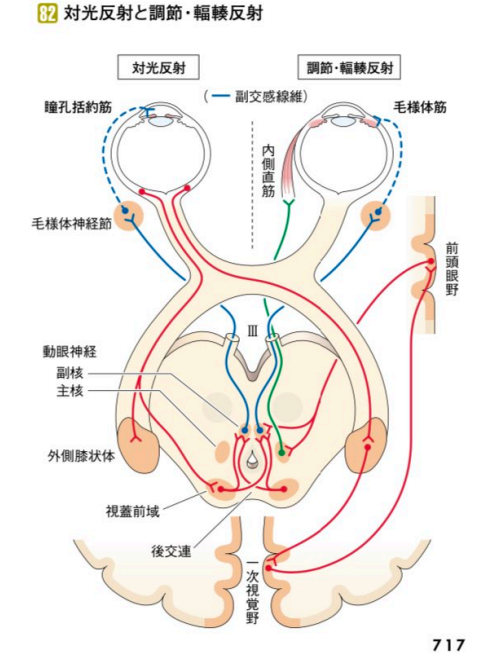 82 対光反射と調節・輻輳反射
対光反射
調節・輻輳反射
(━ 副交感線維)
瞳孔括約筋
毛様体筋
内側直筋
毛様体神経節
前頭眼野
Ⅲ
動眼神経
副核
主核
外側膝状体
視蓋前域
後交連
一次視覚野
717